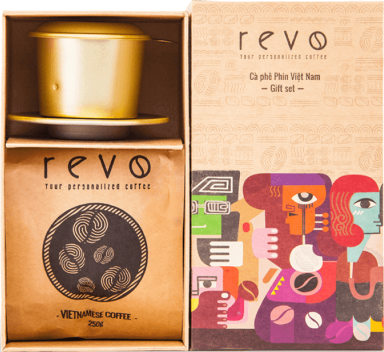 revo
Your personalized coffee
- VIETNAMESE COFFEE -
250g
revo
Your personalized coffee
Cà phê Phin Việt Nam
– Gift set –